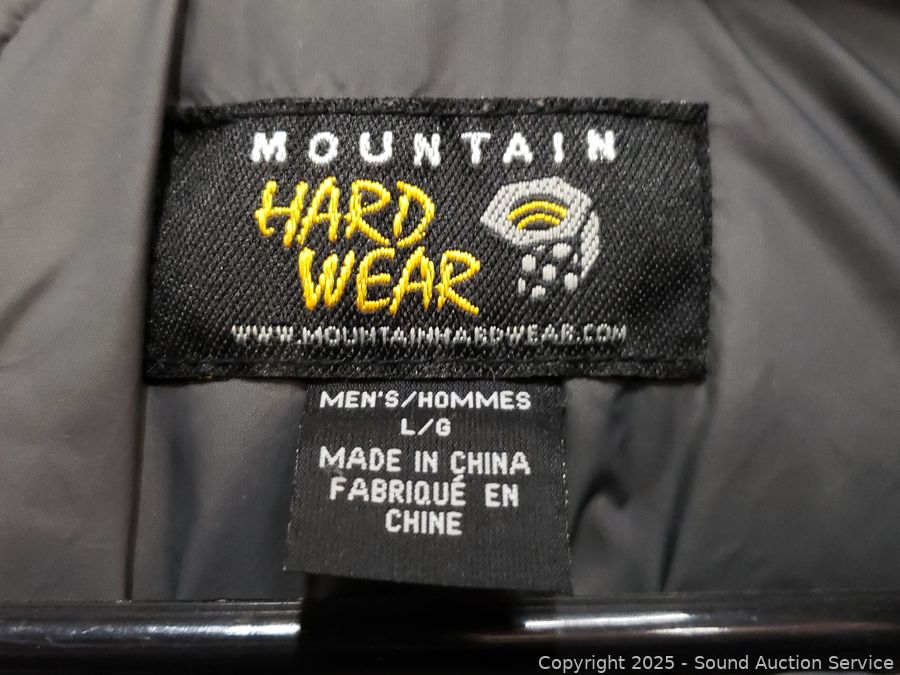 MOUNTAIN
HARD
WEAR
WWW.MOUNTAINHARDWEAR.COM
MEN'S/HOMMES
L/G
MADE IN CHINA
FABRIQUÉ EN
CHINE
Copyright 2025 - Sound Auction Service